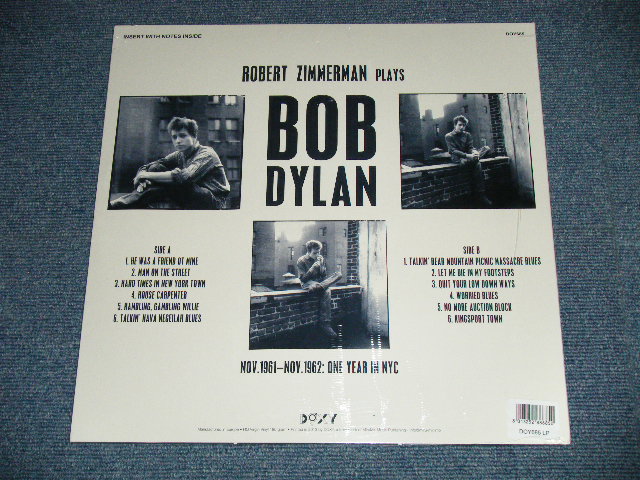 INSERT WITH NOTES INSIDE
DOY666
ROBERT ZIMMERMAN PLAYS
BOB
DYLAN
SIDE A
1. HE WAS A FRIEND OF MINE
2. MAN ON THE STREET
3. HARD TIMES IN NEW YORK TOWN
4. HOUSE CARPENTER
5. RAMBLING, GAMBLING WILLIE
6. TALKIN' HAVA NEGEILAH BLUES
SIDE B
1. TALKIN' BEAR MOUNTAIN PICNIC MASSACRE BLUES
2. LET ME DIE IN MY FOOTSTEPS
3. QUIT YOUR LOW DOWN WAYS
4. WORRIED BLUES
5. NO MORE AUCTION BLOCK
6. KINGSPORT TOWN
NOV.1961–NOV.1962: ONE YEAR IN NYC
DOXY